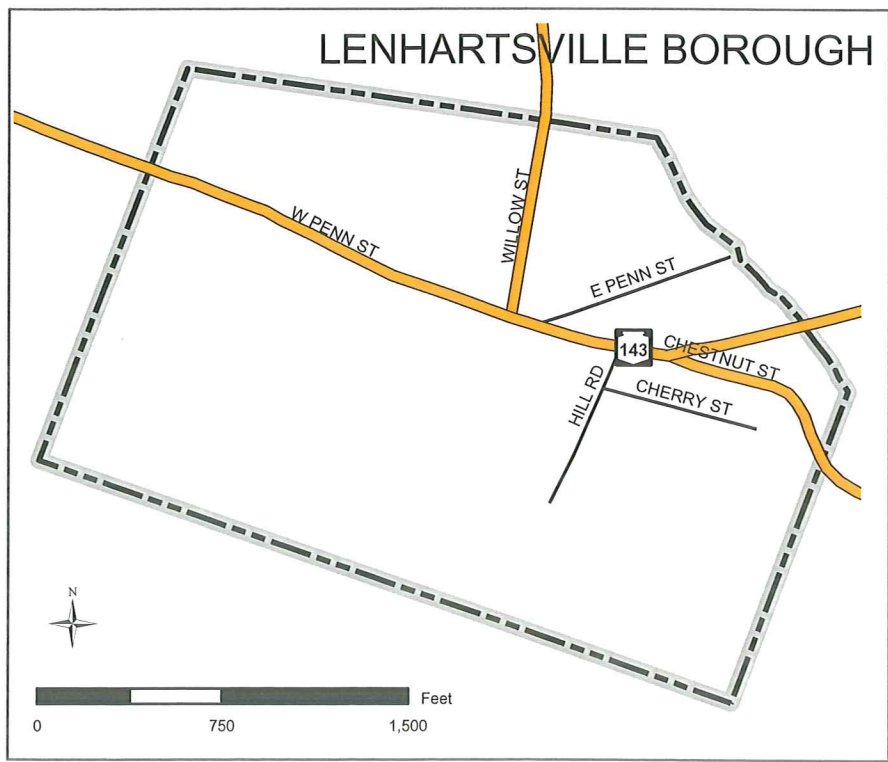 LENHARTSVILLE BOROUGH
WILLOW ST
W PENN ST
E PENN ST
143
CHESTNUT ST
HILL RD
CHERRY ST
N
Feet
0 750 1,500